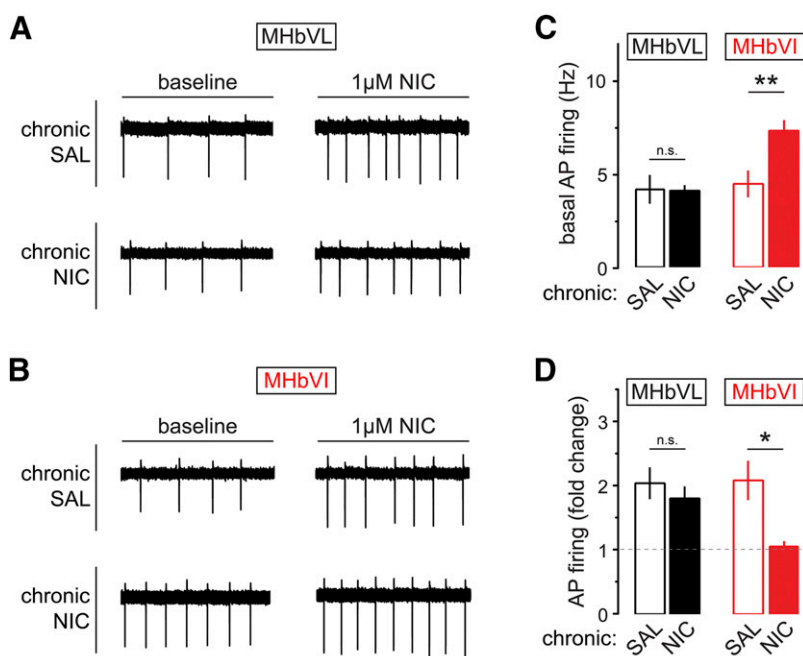 A
MHbVL
baseline
1µM NIC
chronic
SAL
chronic
NIC
B
MHbVI
baseline
1µM NIC
chronic
SAL
chronic
NIC
C
MHbVL MHbVI
basal AP firing (Hz)
10
5
0
n.s.
**
chronic:
SAL
NIC
SAL
NIC
D
MHbVL MHbVI
AP firing (fold change)
3
2
1
0
n.s.
*
chronic:
SAL
NIC
SAL
NIC